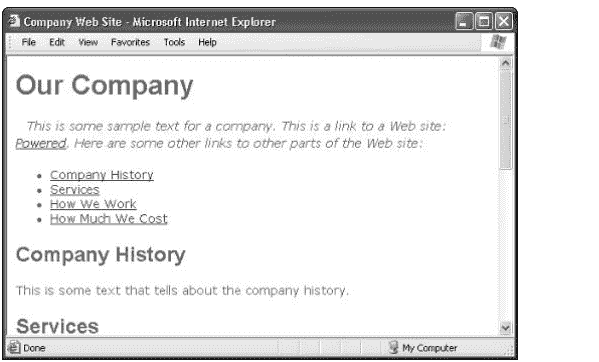 Company Web Site - Microsoft Internet Explorer
File Edit View Favorites Tools Help
Our Company
This is some sample text for a company. This is a link to a Web site:
Powered. Here are some other links to other parts of the Web site:
Company History
Services
How We Work
How Much We Cost
Company History
This is some text that tells about the company history.
Services
Done My Computer